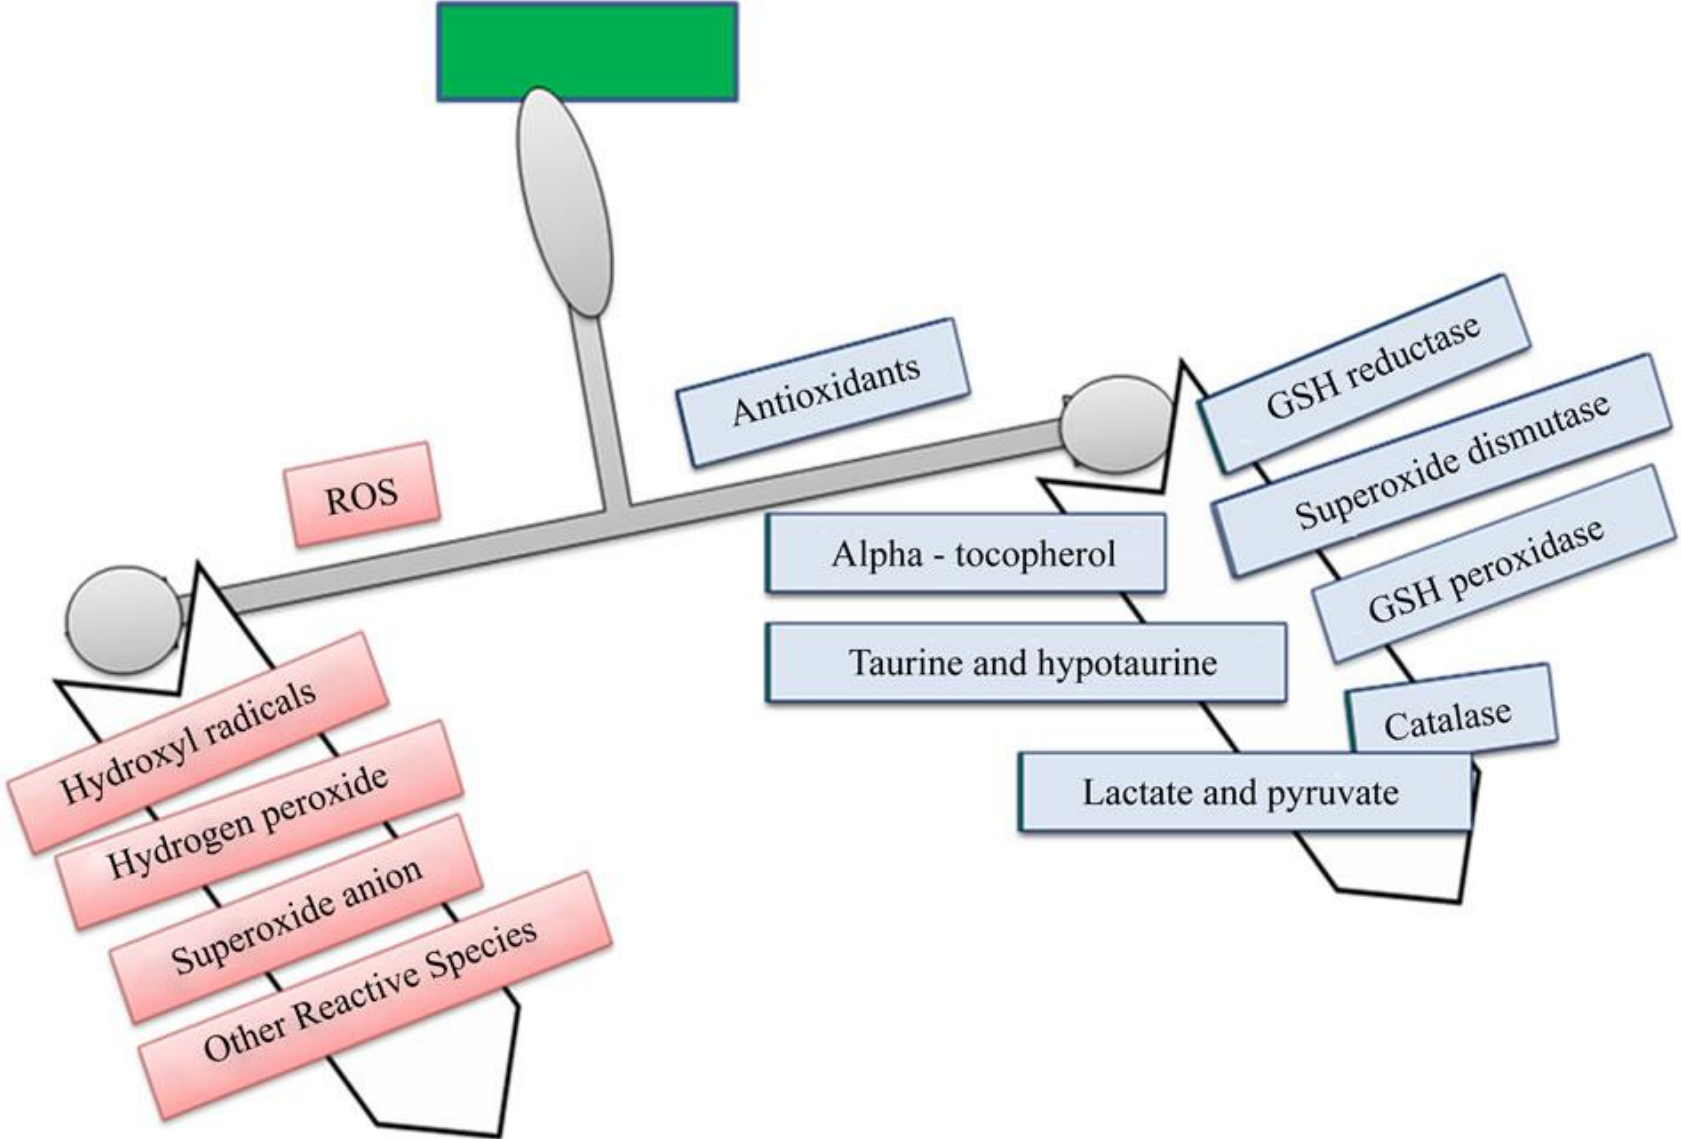 Antioxidants
ROS
GSH reductase
Superoxide dismutase
GSH peroxidase
Catalase
Alpha - tocopherol
Taurine and hypotaurine
Lactate and pyruvate
Hydroxyl radicals
Hydrogen peroxide
Superoxide anion
Other Reactive Species